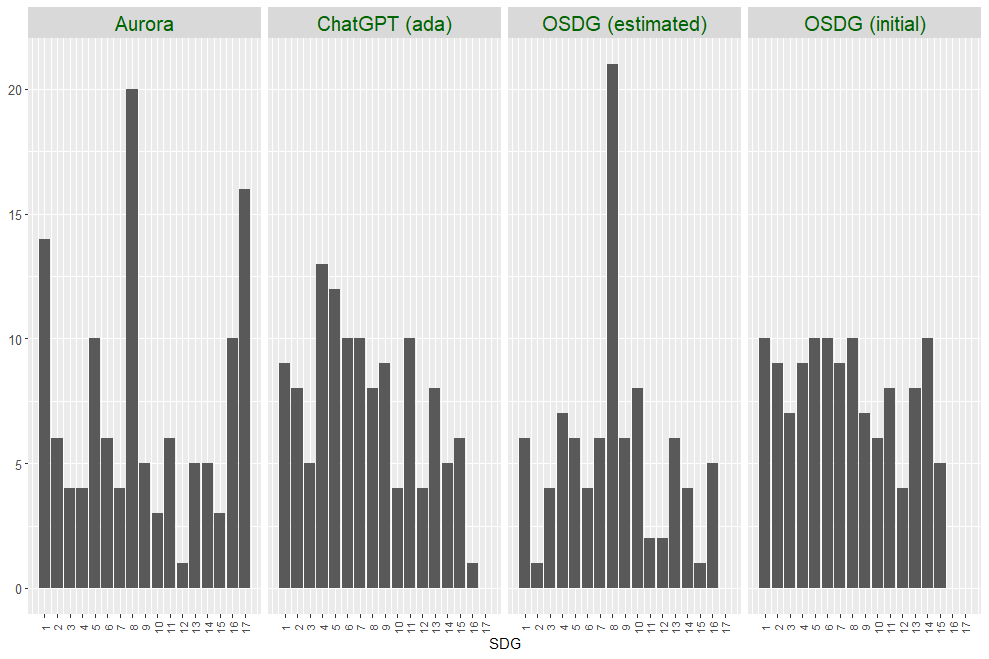 Aurora
ChatGPT (ada)
OSDG (estimated)
OSDG (initial)
20
15
10
5
0
1 2 3 4 5 6 7 8 9 10 11 12 13 14 15 16 17
1 2 3 4 5 6 7 8 9 10 11 12 13 14 15 16 17
1 2 3 4 5 6 7 8 9 10 11 12 13 14 15 16 17
1 2 3 4 5 6 7 8 9 10 11 12 13 14 15 16 17
SDG